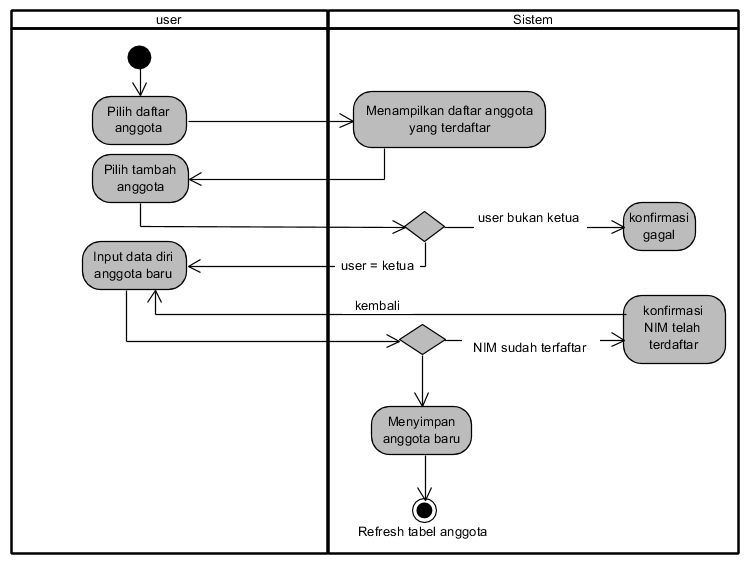 user
Sistem
Pilih daftar
anggota
Menampilkan daftar anggota
yang terdaftar
Pilih tambah
anggota
user bukan ketua
konfirmasi
gagal
Input data diri
anggota baru
user = ketua
kembali
konfirmasi
NIM telah
terdaftar
NIM sudah terfaftar
Menyimpan
anggota baru
Refresh tabel anggota